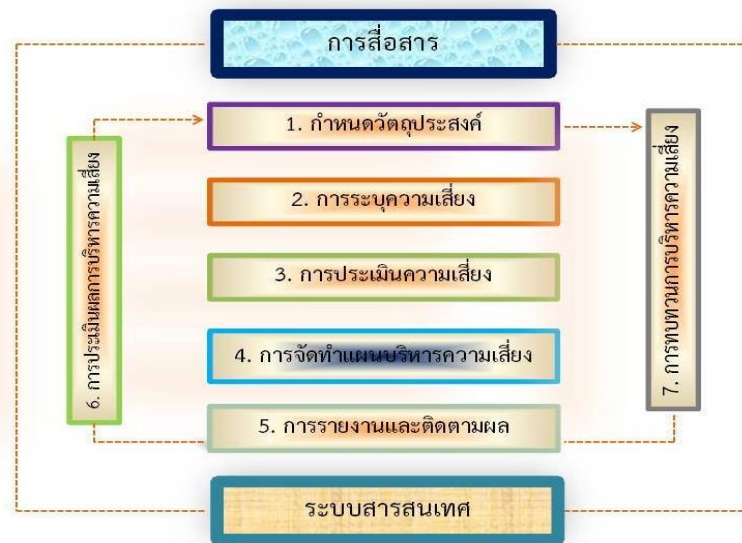 การสื่อสาร
1. กำหนดวัตถุประสงค์
2. การระบุความเสี่ยง
3. การประเมินความเสี่ยง
4. การจัดทำแผนบริหารความเสี่ยง
5. การรายงานและติดตามผล
6. การประเมินผลการบริหารความเสี่ยง
7. การทบทวนการบริหารความเสี่ยง
ระบบสารสนเทศ